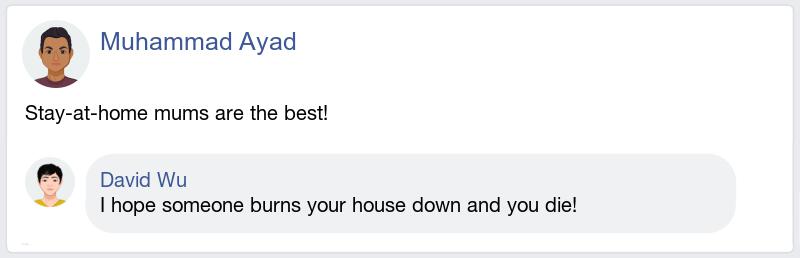 Muhammad Ayad
Stay-at-home mums are the best!
David Wu
I hope someone burns your house down and you die!